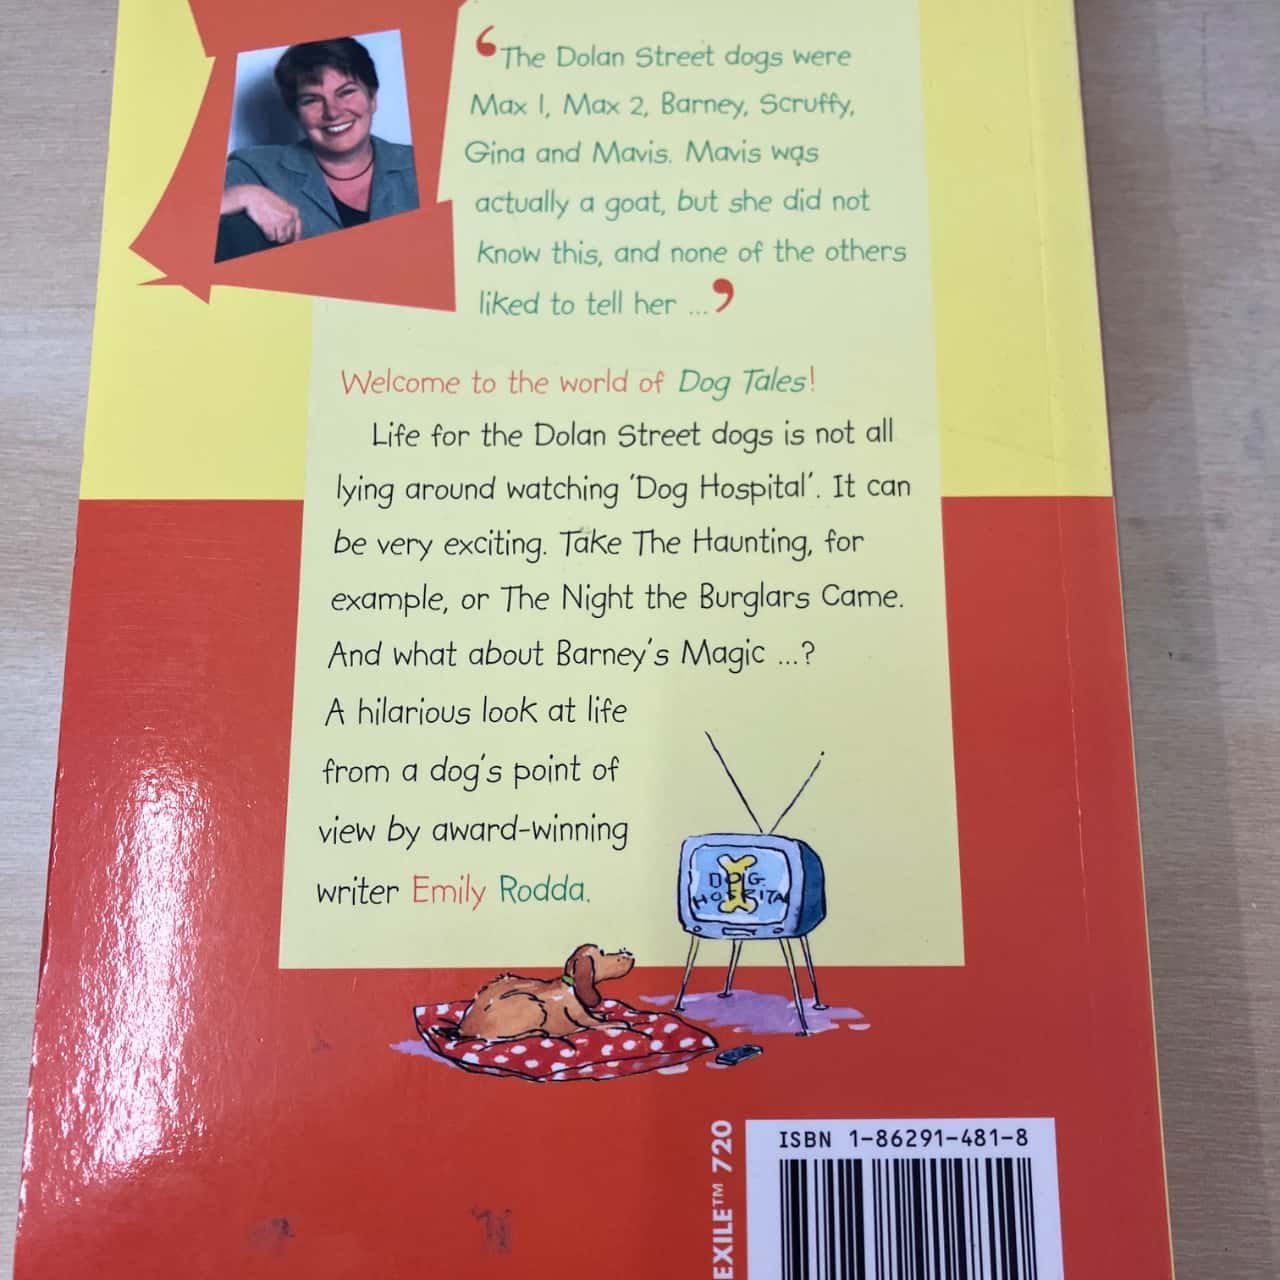 ‘The Dolan Street dogs were
Max 1, Max 2, Barney, Scruffy,
Gina and Mavis. Mavis was
actually a goat, but she did not
know this, and none of the others
liked to tell her ...’
Welcome to the world of Dog Tales!
Life for the Dolan Street dogs is not all
lying around watching ‘Dog Hospital’. It can
be very exciting. Take The Haunting, for
example, or The Night the Burglars Came.
And what about Barney’s Magic ...?
A hilarious look at life
from a dog’s point of
view by award-winning
writer Emily Rodda.
DOG
HOSPITAL
ISBN 1-86291-481-8
EXILE™ 720